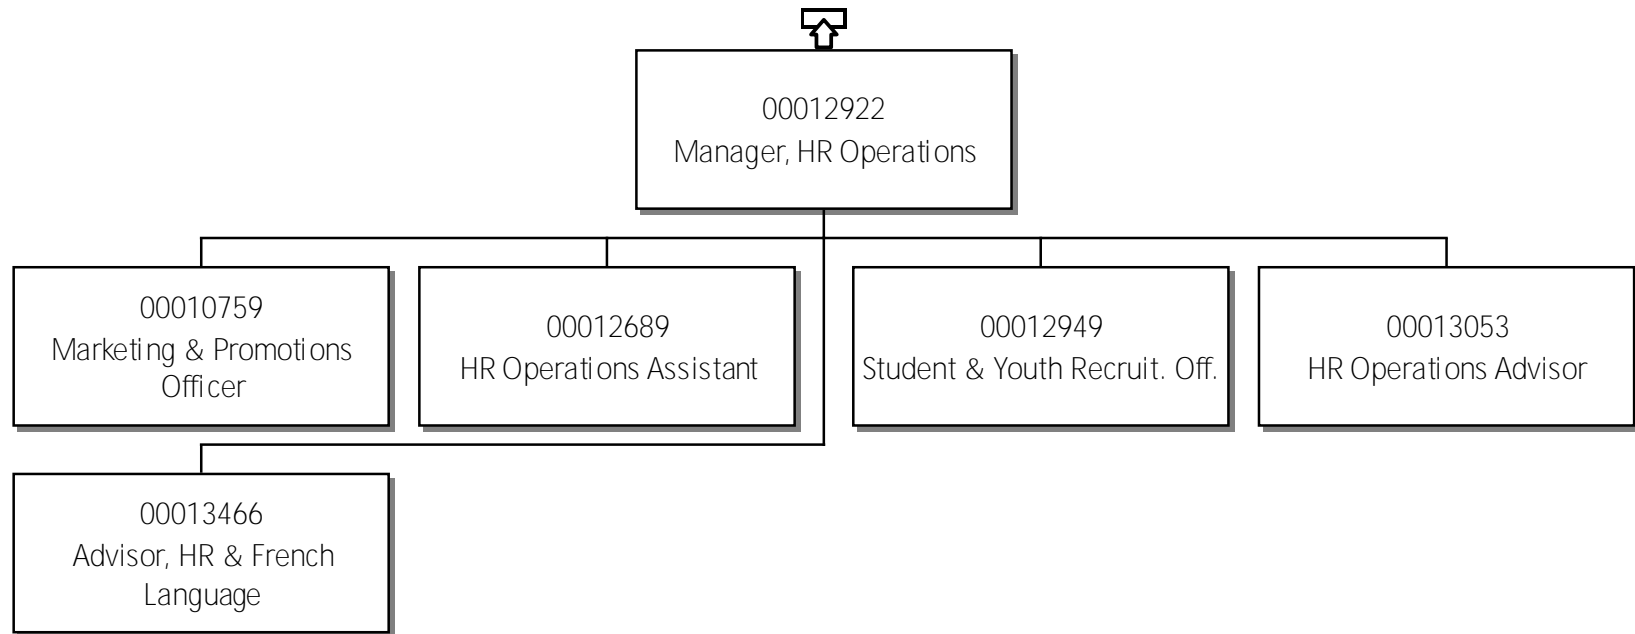 00012922
Manager, HR Operations
00010759
Marketing & Promotions
Officer
00012689
HR Operations Assistant
00012949
Student & Youth Recruit. Off.
00013053
HR Operations Advisor
00013466
Advisor, HR & French
Language